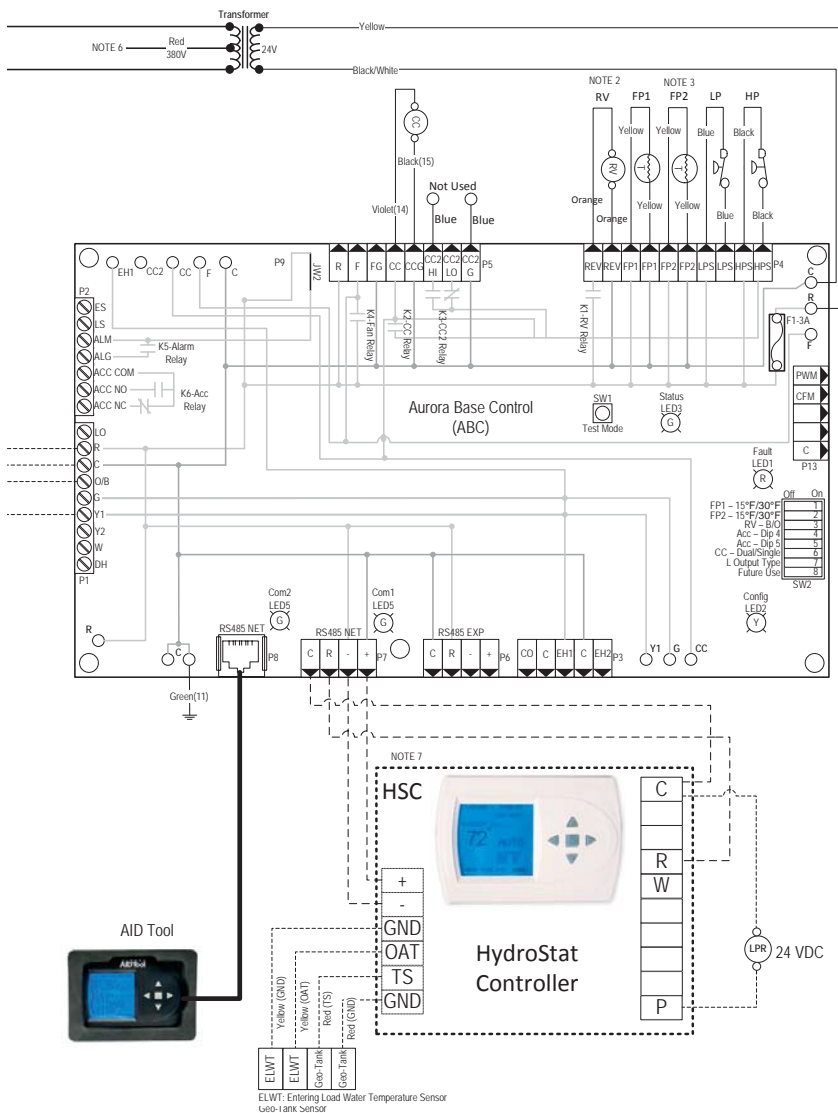 Transformer
Yellow
NOTE 6
Red
380V
24V
Black/White
NOTE 2
NOTE 3
RV
FP1
FP2
LP
HP
CC
Yellow
Yellow
Blue
Black
Black(15)
RV
T
T
Not Used
Orange
Violet(14)
Blue
Blue
Orange
Yellow
Yellow
Blue
Black
EH1
CC2
CC
F
C
P9
JW2
R
F
FG
CC
CCG
CC2 HI
CC2 LO
CC2 G
P5
REV
REV
FP1
FP1
FP2
FP2
LPS
LPS
HPS
HPS
P4
C
R
F1-3A
F
P2
ES
LS
ALM
ALG
ACC COM
ACC NO
ACC NC
K5-Alarm
Relay
K6-Acc
Relay
K4-Fan Relay
K2-CC Relay
K3-CC2 Relay
K1-RV Relay
PWM
CFM
C
P13
Aurora Base Control
(ABC)
SW1
Test Mode
Status
LED3
G
Fault
LED1
R
LO
R
C
O/B
G
Y1
Y2
W
DH
P1
Off On
FP1 – 15°F/30°F 1
FP2 – 15°F/30°F 2
RV – B/O 3
Acc – Dip 4 4
Acc – Dip 5 5
CC – Dual/Single 6
L Output Type 7
Future Use 8
SW2
Com2
LED5
G
Com1
LED5
G
Config
LED2
Y
R
C
RS485 NET
P8
RS485 NET
C
R
-
+
P7
RS485 EXP
C
R
-
+
P6
CO
C
EH1
C
EH2
P3
Y1
G
CC
Green(11)
NOTE 7
HSC
72°
C
R
W
P
+
-
GND
OAT
TS
GND
HydroStat
Controller
LPR
24 VDC
AID Tool
Yellow (GND)
Yellow (OAT)
Red (TS)
Red (GND)
ELWT
ELWT
Geo-Tank
Geo-Tank
ELWT: Entering Load Water Temperature Sensor
Geo-Tank Sensor